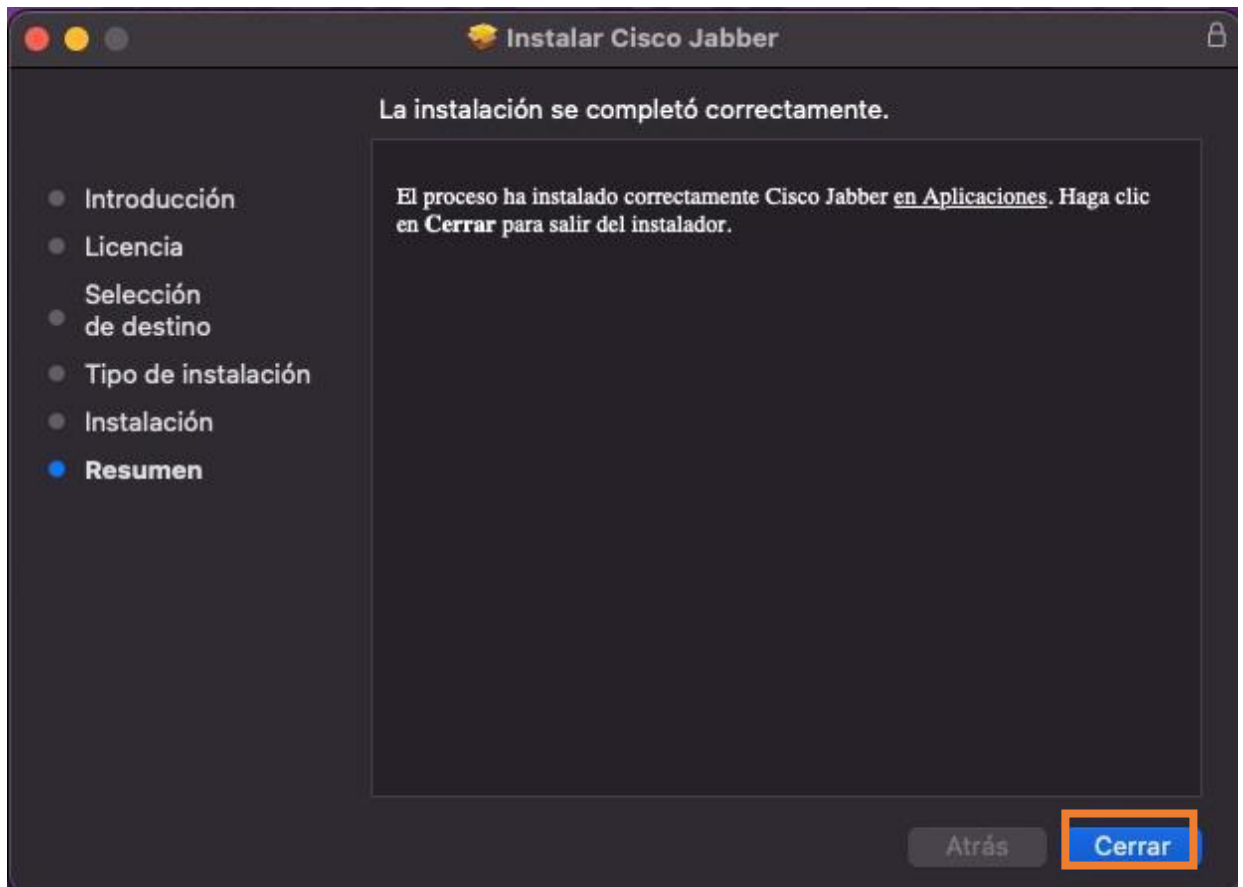 Instalar Cisco Jabber
La instalación se completó correctamente.
Introducción
Licencia
Selección
de destino
Tipo de instalación
Instalación
Resumen
El proceso ha instalado correctamente Cisco Jabber en Aplicaciones. Haga clic
en Cerrar para salir del instalador.
Atrás
Cerrar